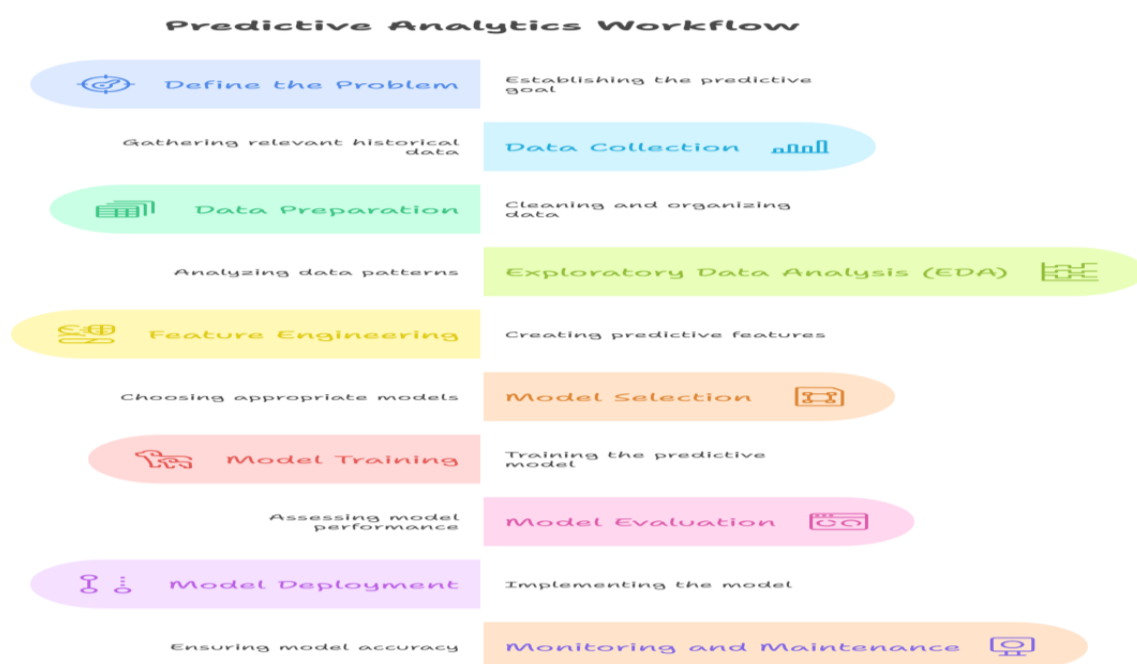 Predictive Analytics Workflow
Define the Problem
Establishing the predictive
goal
Gathering relevant historical
data
Data Collection
Data Preparation
Cleaning and organizing
data
Analyzing data patterns
Exploratory Data Analysis (EDA)
Feature Engineering
Creating predictive features
Choosing appropriate models
Model Selection
Model Training
Training the predictive
model
Assessing model
performance
Model Evaluation
Model Deployment
Implementing the model
Ensuring model accuracy
Monitoring and Maintenance